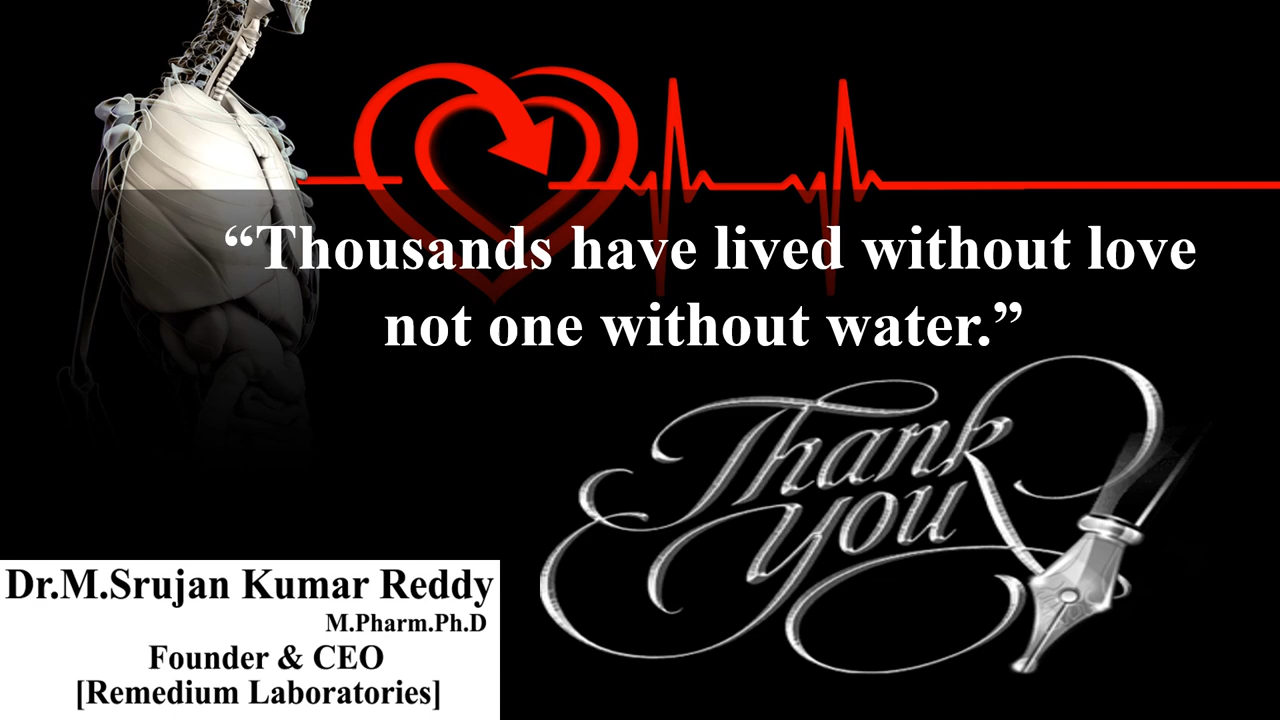 “Thousands have lived without love
not one without water.”
Thank
You
Dr.M.Srujan Kumar Reddy
M.Pharm.Ph.D
Founder & CEO
[Remedium Laboratories]